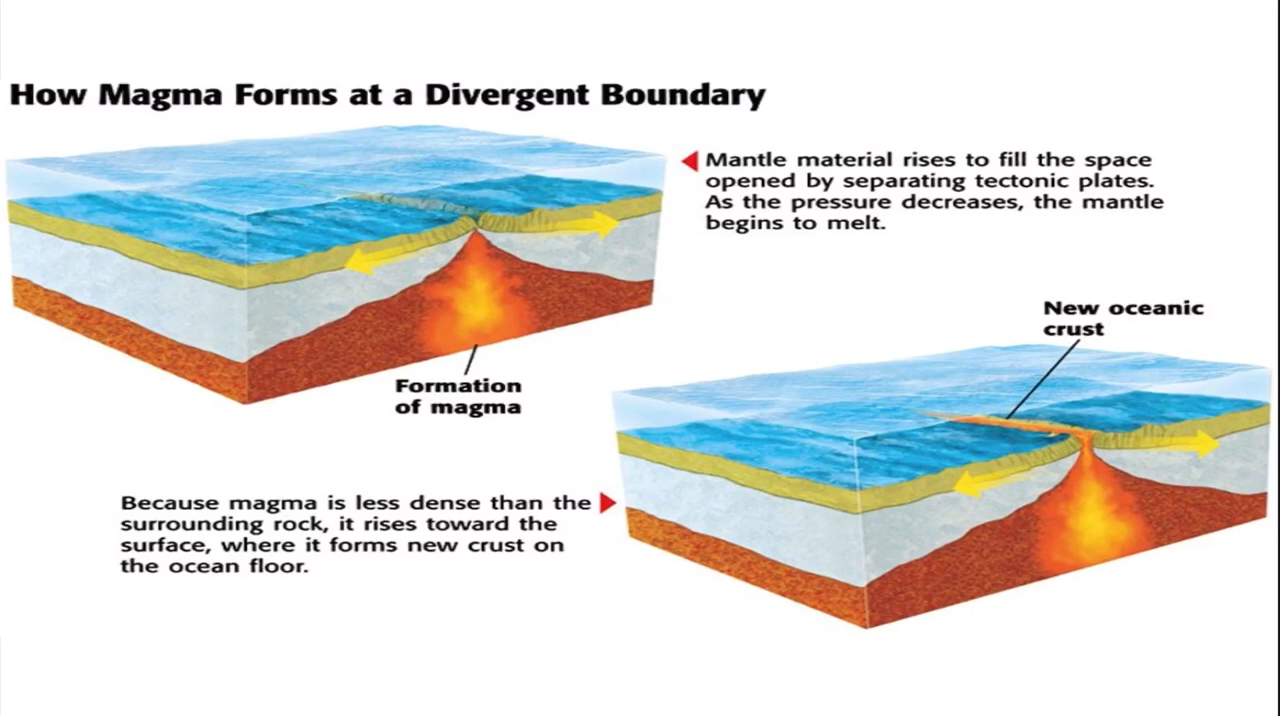 How Magma Forms at a Divergent Boundary
Mantle material rises to fill the space
opened by separating tectonic plates.
As the pressure decreases, the mantle
begins to melt.
Formation
of magma
New oceanic
crust
Because magma is less dense than the
surrounding rock, it rises toward the
surface, where it forms new crust on
the ocean floor.